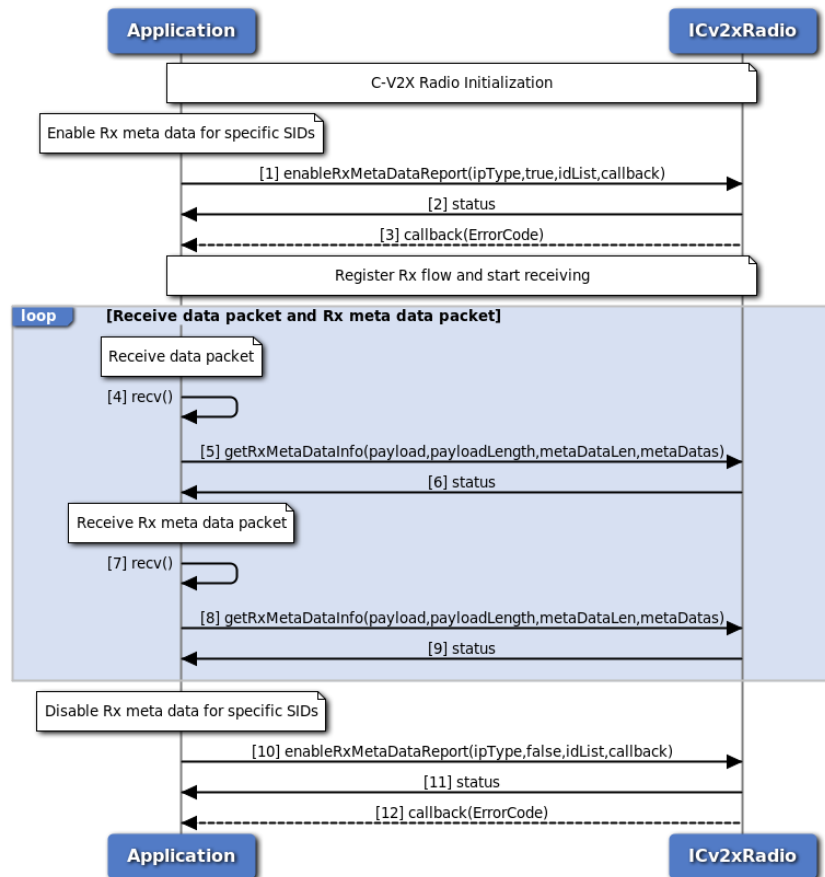 Application
ICv2xRadio
C-V2X Radio Initialization
Enable Rx meta data for specific SIDs
[1] enableRxMetaDataReport(ipType,true,idList,callback)
[2] status
[3] callback(ErrorCode)
Register Rx flow and start receiving
loop
[Receive data packet and Rx meta data packet]
Receive data packet
[4] recv()
[5] getRxMetaDataInfo(payload,payloadLength,metaDataLen,metaDatas)
[6] status
Receive Rx meta data packet
[7] recv()
[8] getRxMetaDataInfo(payload,payloadLength,metaDataLen,metaDatas)
[9] status
Disable Rx meta data for specific SIDs
[10] enableRxMetaDataReport(ipType,false,idList,callback)
[11] status
[12] callback(ErrorCode)
Application
ICv2xRadio